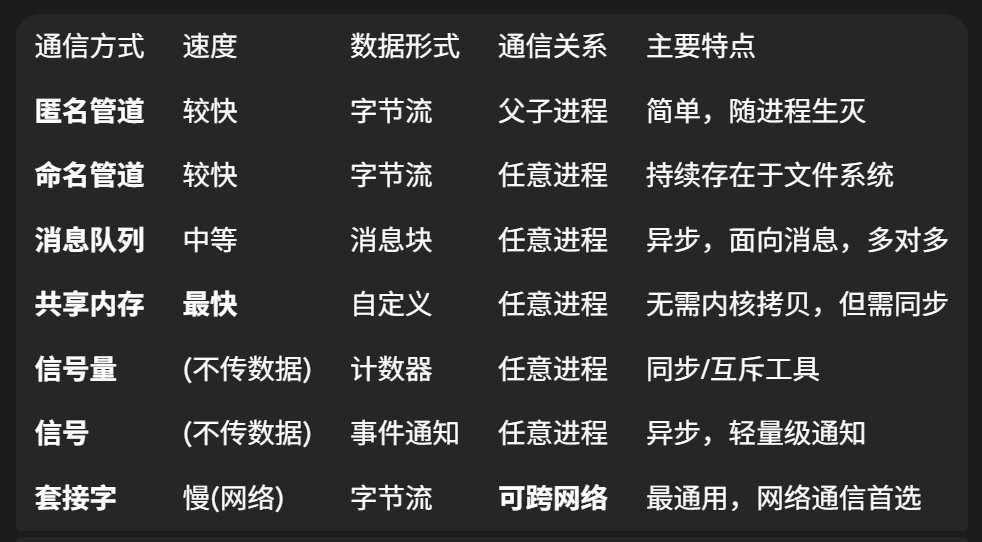 通信方式 速度 数据形式 通信关系 主要特点
匿名管道 较快 字节流 父子进程 简单，随进程生灭
命名管道 较快 字节流 任意进程 持续存在于文件系统
消息队列 中等 消息块 任意进程 异步，面向消息，多对多
共享内存 最快 自定义 任意进程 无需内核拷贝，但需同步
信号量 (不传数据) 计数器 任意进程 同步/互斥工具
信号 (不传数据) 事件通知 任意进程 异步，轻量级通知
套接字 慢(网络) 字节流 可跨网络 最通用，网络通信首选